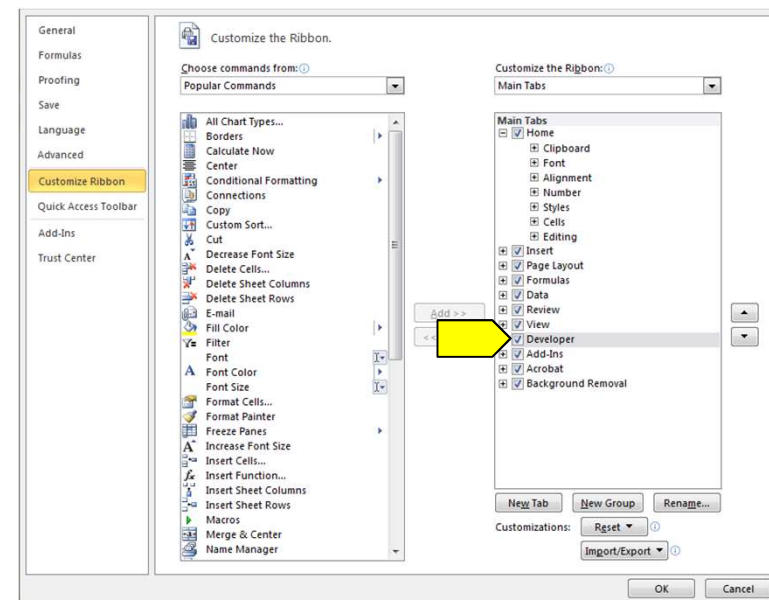 General
Formulas
Proofing
Save
Language
Advanced
Customize Ribbon
Quick Access Toolbar
Add-Ins
Trust Center
Customize the Ribbon.
Choose commands from:
Popular Commands
All Chart Types...
Borders
Calculate Now
Center
Conditional Formatting
Connections
Copy
Custom Sort...
Cut
Decrease Font Size
Delete Cells...
Delete Sheet Columns
Delete Sheet Rows
E-mail
Fill Color
Filter
Font
Font Color
Font Size
Format Cells...
Format Painter
Freeze Panes
Increase Font Size
Insert Cells...
Insert Function...
Insert Sheet Columns
Insert Sheet Rows
Macros
Merge & Center
Name Manager
Add >>
<<
Customize the Ribbon:
Main Tabs
Main Tabs
Home
Clipboard
Font
Alignment
Number
Styles
Cells
Editing
Insert
Page Layout
Formulas
Data
Review
View
Developer
Add-Ins
Acrobat
Background Removal
New Tab
New Group
Rename...
Customizations:
Reset
Import/Export
OK
Cancel